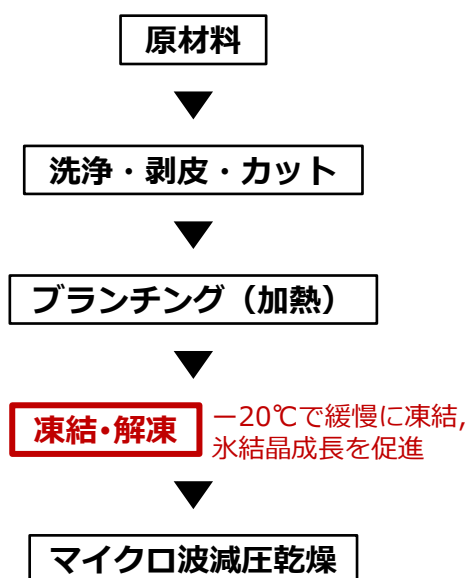 原材料
洗浄・剥皮・カット
ブランチング（加熱）
凍結・解凍
－20℃で緩慢に凍結,
氷結晶成長を促進
マイクロ波減圧乾燥